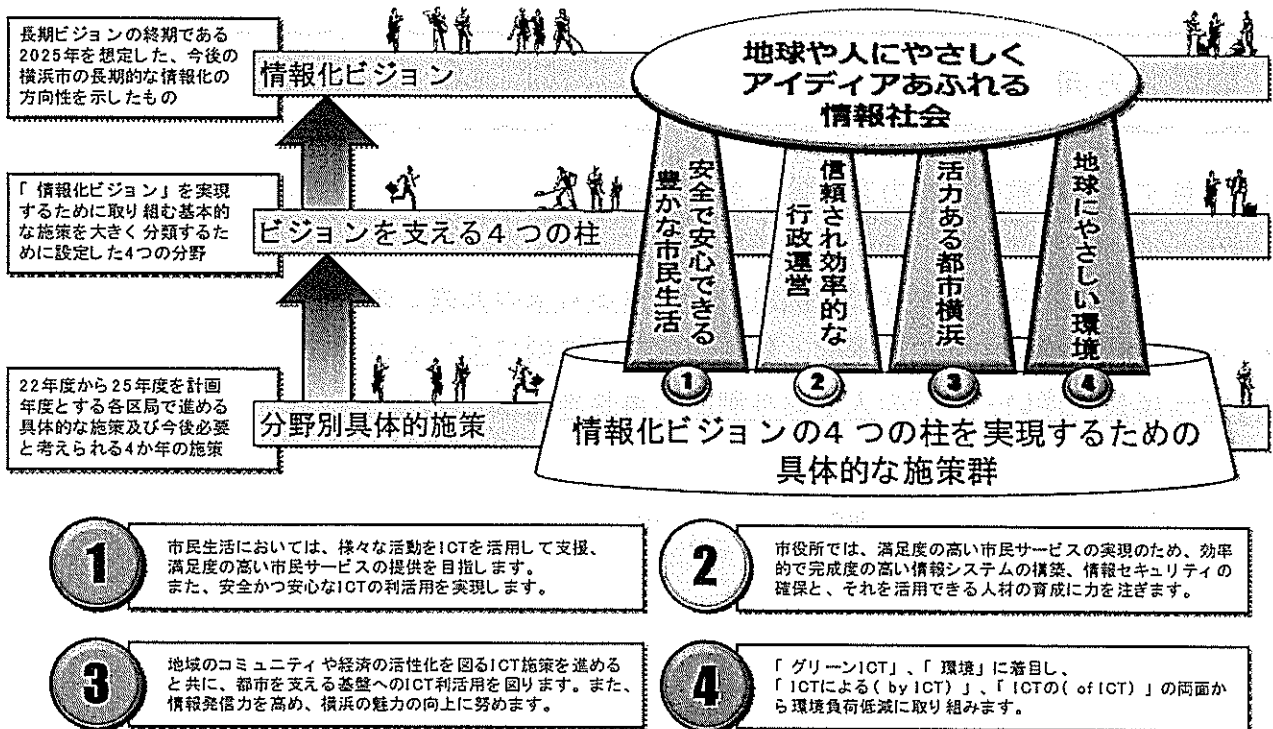 長期ビジョンの終期である
2025年を想定した、今後の
横浜市の長期的な情報化の
方向性を示したもの
情報化ビジョン
地球や人にやさしく
アイディアあふれる
情報社会
「情報化ビジョン」を実現
するために取り組む基本的
な施策を大きく分類するた
めに設定した4つの分野
ビジョンを支える4つの柱
安全で安心できる
豊かな市民生活
信頼され効率的な
行政運営
活力ある都市横浜
地球にやさしい環境
1
2
3
4
22年度から25年度を計画
年度とする各区局で進める
具体的な施策及び今後必要
と考えられる4か年の施策
分野別具体的施策
情報化ビジョンの4つの柱を実現するための
具体的な施策群
1
市民生活においては、様々な活動をICTを活用して支援、
満足度の高い市民サービスの提供を目指します。
また、安全かつ安心なICTの利活用を実現します。
2
市役所では、満足度の高い市民サービスの実現のため、効率
的で完成度の高い情報システムの構築、情報セキュリティの
確保と、それを活用できる人材の育成に力を注ぎます。
3
地域のコミュニティや経済の活性化を図るICT施策を進める
と共に、都市を支える基盤へのICT利活用を図ります。また、
情報発信力を高め、横浜の魅力の向上に努めます。
4
「グリーンICT」、「環境」に着目し、
「ICTによる(byICT)」、「ICTの(ofICT)」の両面か
ら環境負荷低減に取り組みます。